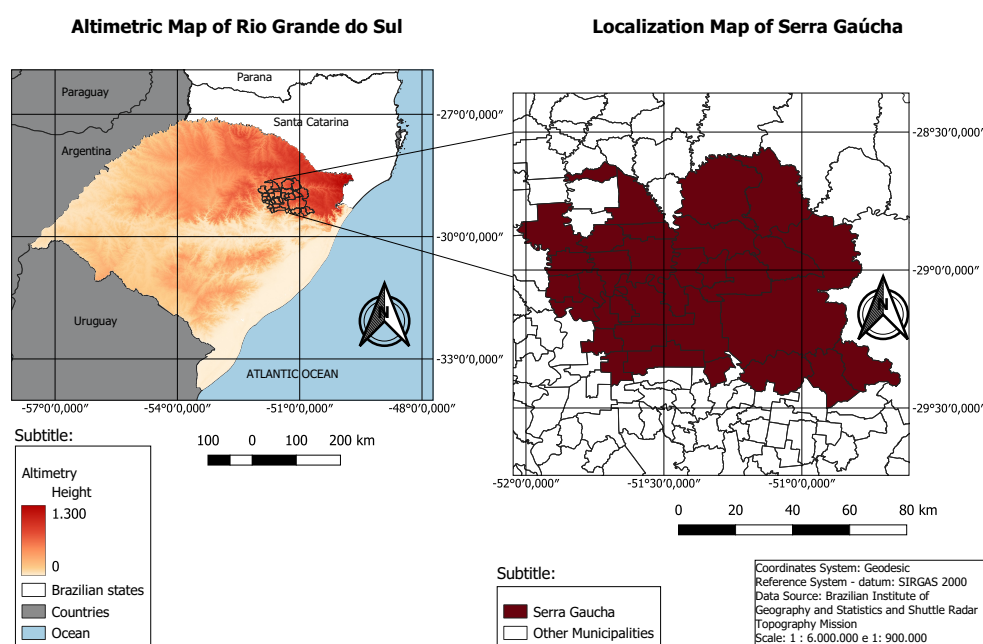 Altimetric Map of Rio Grande do Sul
Parana
Paraguay
Santa Catarina
Argentina
Uruguay
ATLANTIC OCEAN
N
-27°0'0,000"
-30°0'0,000"
-33°0'0,000"
-57°0'0,000"
-54°0'0,000"
-51°0'0,000"
-48°0'0,000"
100 0 100 200 km
Subtitle:
Altimetry
Height
1.300
0
Brazilian states
Countries
Ocean
Localization Map of Serra Gaúcha
N
-28°30'0,000"
-29°0'0,000"
-29°30'0,000"
-52°0'0,000"
-51°30'0,000"
-51°0'0,000"
0 20 40 60 80 km
Subtitle:
Serra Gaucha
Other Municipalities
Coordinates System: Geodesic
Reference System - datum: SIRGAS 2000
Data Source: Brazilian Institute of
Geography and Statistics and Shuttle Radar
Topography Mission
Scale: 1 : 6.000.000 e 1: 900.000